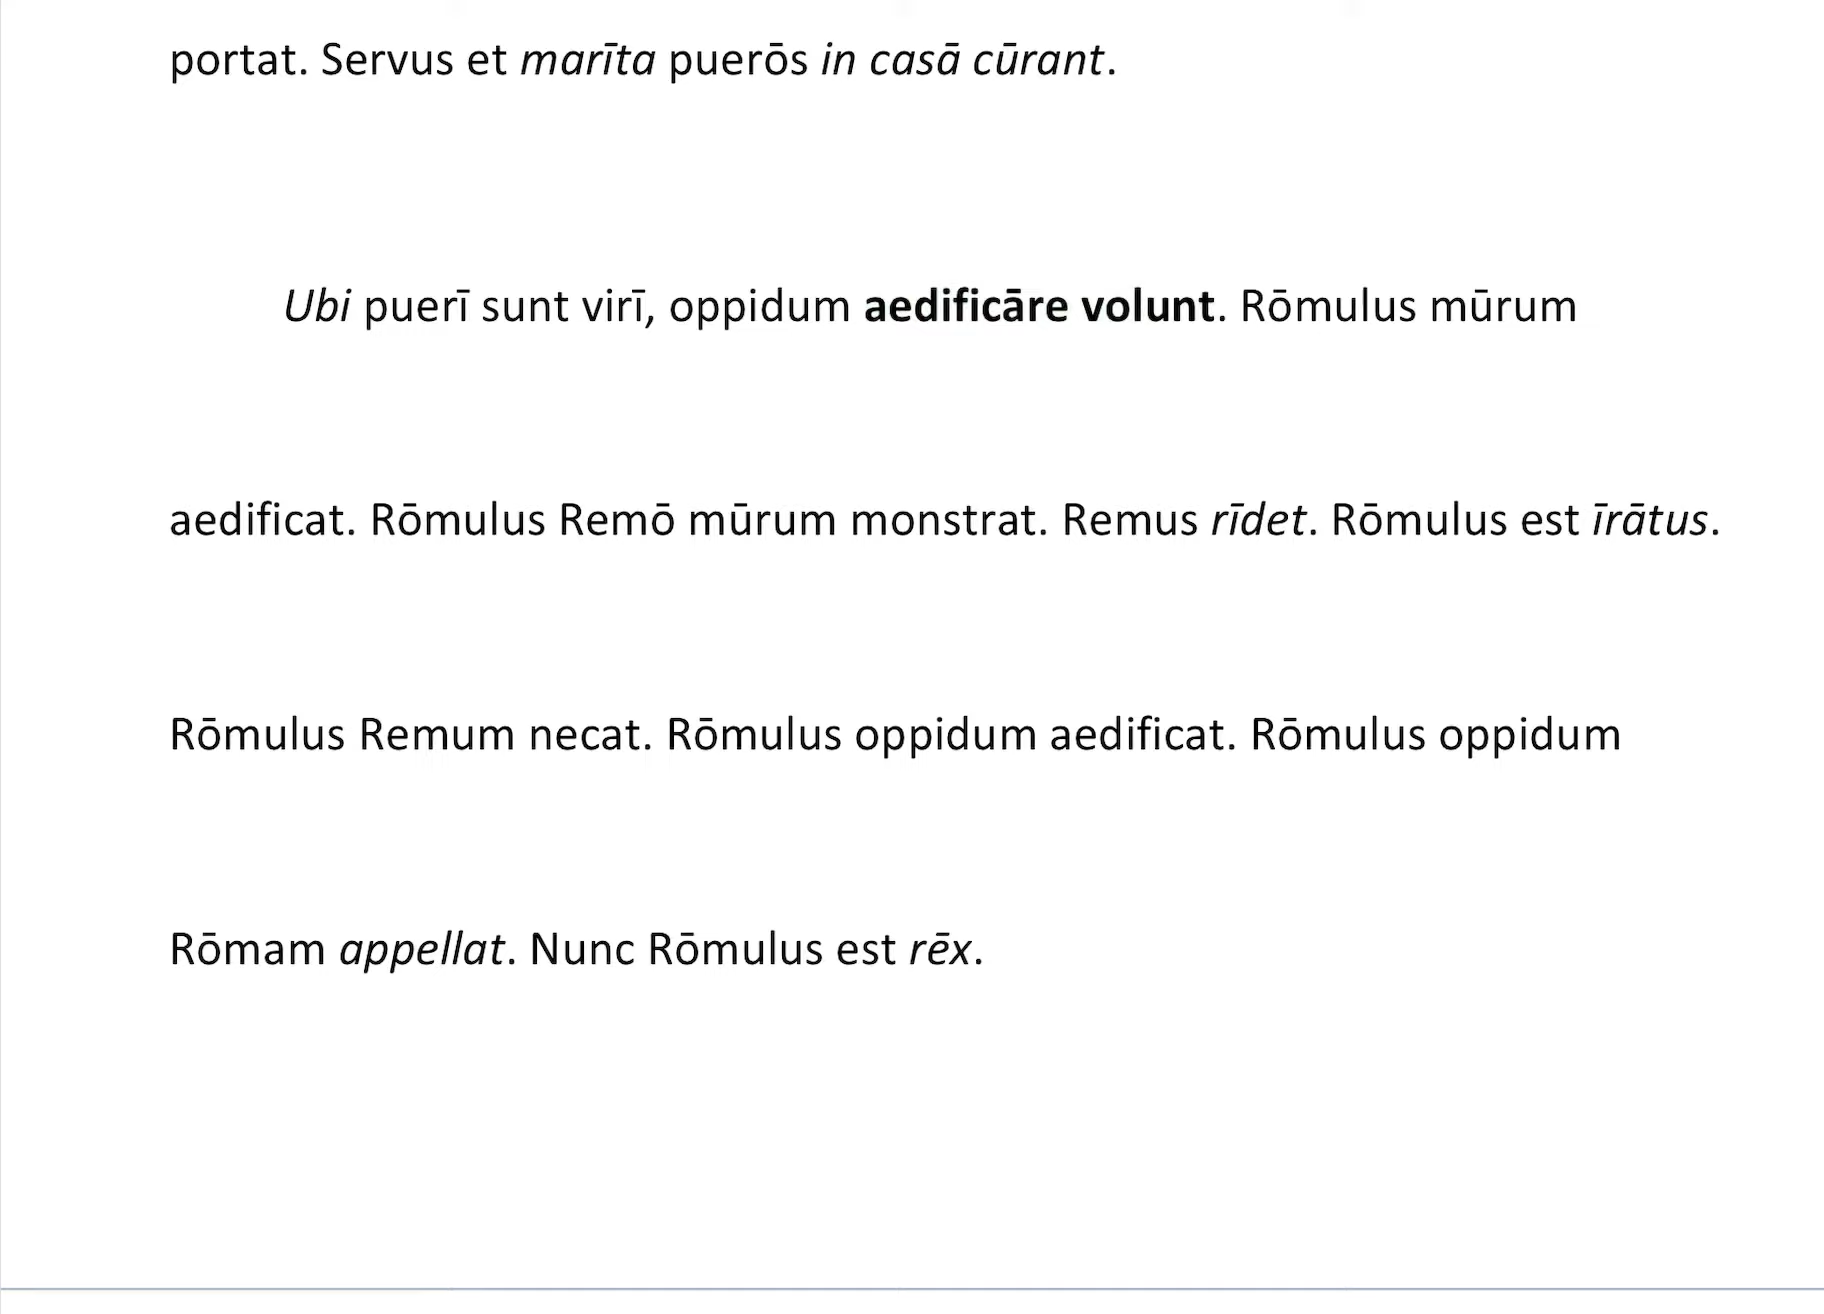 portat. Servus et marīta puerōs in casā cūrant.
Ubi puerī sunt virī, oppidum aedificāre volunt. Rōmulus mūrum
aedificat. Rōmulus Remō mūrum monstrat. Remus rīdet. Rōmulus est īrātus.
Rōmulus Remum necat. Rōmulus oppidum aedificat. Rōmulus oppidum
Rōmam appellat. Nunc Rōmulus est rēx.